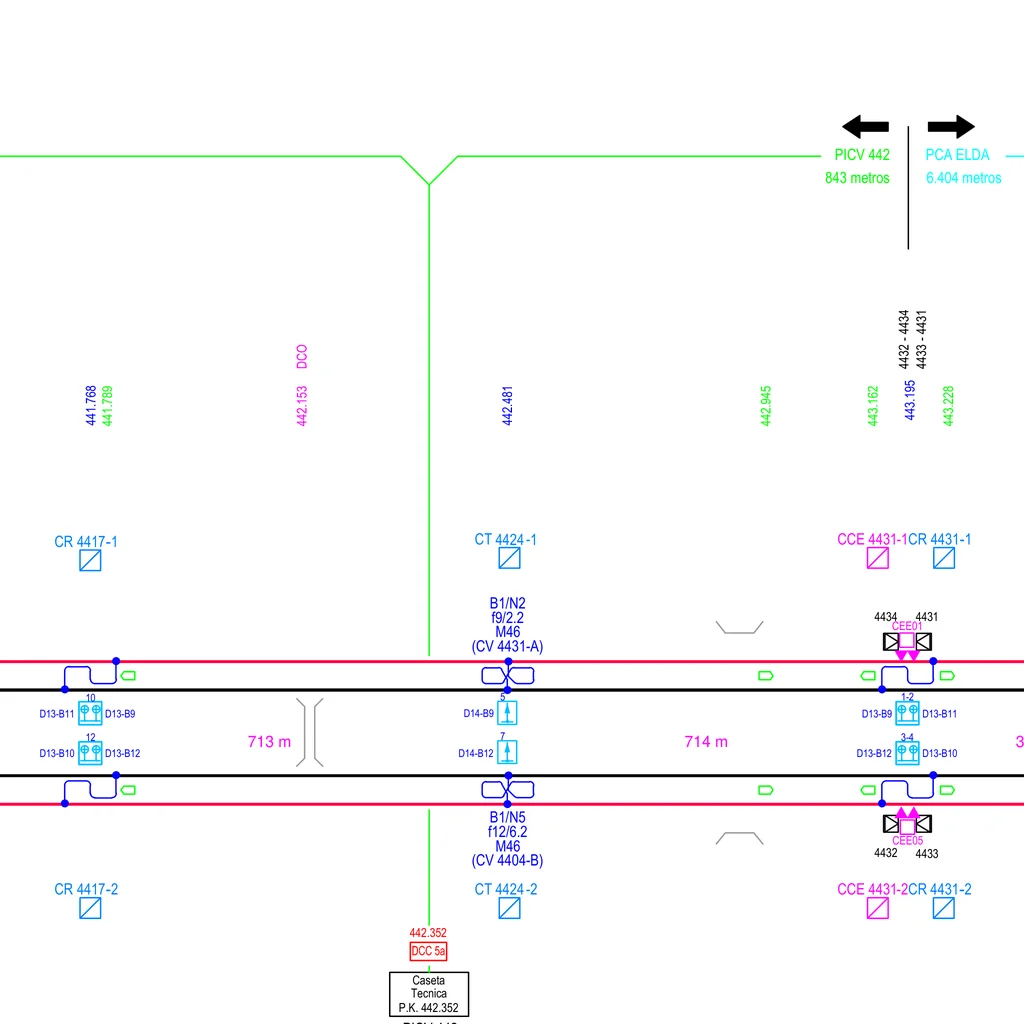 PICV 442
843 metros
PCA ELDA
6.404 metros
4432 - 4434
4433 - 4431
441.768
441.789
442.153 DCO
442.481
442.945
443.162
443.195
443.228
CR 4417-1
CT 4424-1
CCE 4431-1
CR 4431-1
B1/N2
f9/2.2
M46
(CV 4431-A)
4434
4431
CEE01
10
D13-B11
D13-B9
5
D14-B9
1-2
D13-B9
D13-B11
713 m
714 m
3
12
D13-B10
D13-B12
7
D14-B12
3-4
D13-B12
D13-B10
B1/N5
f12/6.2
M46
(CV 4404-B)
CEE05
4432
4433
CR 4417-2
CT 4424-2
CCE 4431-2
CR 4431-2
442.352
DCC 5a
Caseta
Tecnica
P.K. 442.352